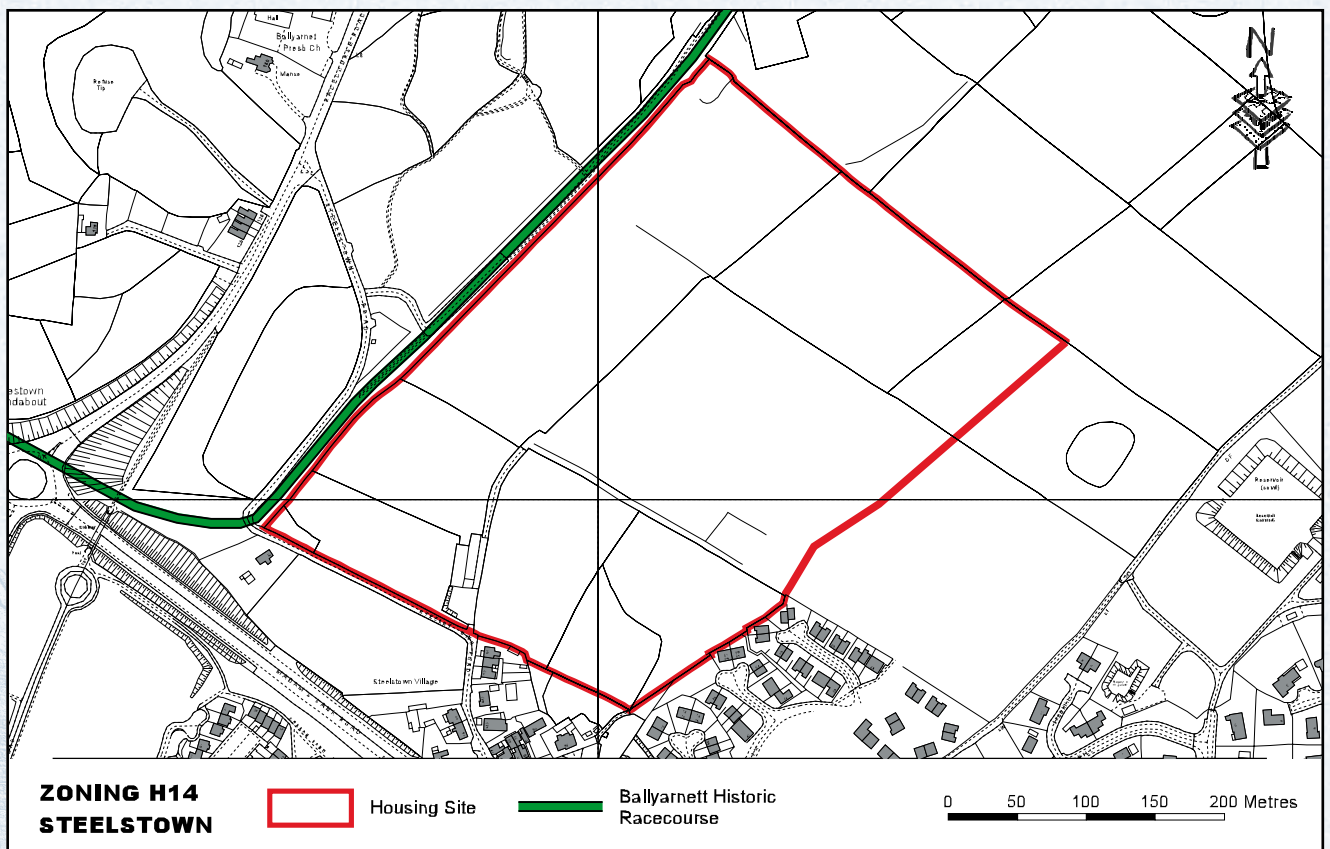 Hall
Ballyarnet
Presb Ch
Manse
Refuse
Tip
N
estown
ndabout
Reservoir
Steelstown Village
ZONING H14
STEELSTOWN
Housing Site
Ballyarnett Historic
Racecourse
0 50 100 150 200 Metres